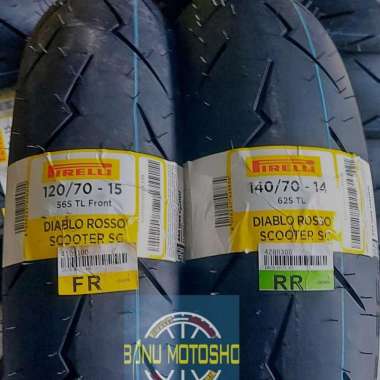 PIRELLI
120/70 - 15
56S TL Front
DIABLO ROSSO
SCOOTER SC
FR
PIRELLI
140/70 - 14
62S TL
DIABLO ROSSO
SCOOTER SC
RR
BANU MOTOSHO